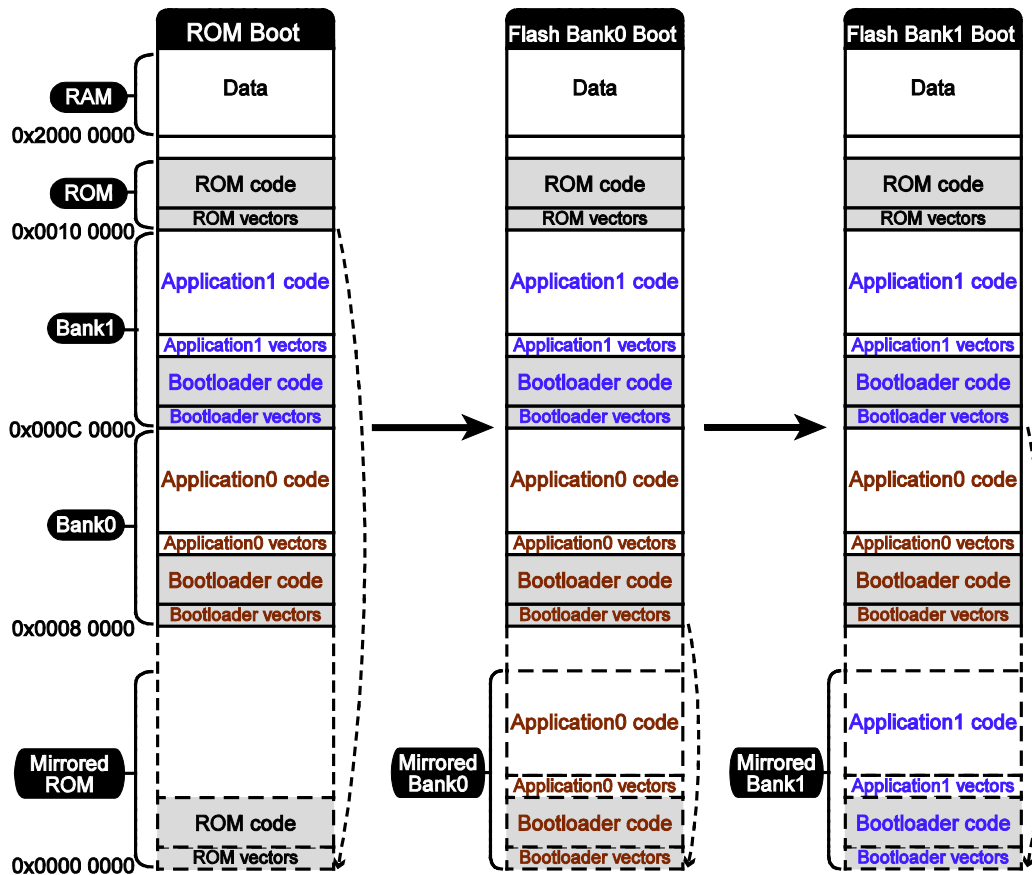 ROM Boot
Flash Bank0 Boot
Flash Bank1 Boot
RAM
Data
Data
Data
0x2000 0000
ROM
ROM code
ROM code
ROM code
ROM vectors
ROM vectors
ROM vectors
0x0010 0000
Bank1
Application1 code
Application1 code
Application1 code
Application1 vectors
Application1 vectors
Application1 vectors
Bootloader code
Bootloader code
Bootloader code
Bootloader vectors
Bootloader vectors
Bootloader vectors
0x000C 0000
Bank0
Application0 code
Application0 code
Application0 code
Application0 vectors
Application0 vectors
Application0 vectors
Bootloader code
Bootloader code
Bootloader code
Bootloader vectors
Bootloader vectors
Bootloader vectors
0x0008 0000
Mirrored
ROM
ROM code
ROM vectors
0x0000 0000
Mirrored
Bank0
Application0 code
Application0 vectors
Bootloader code
Bootloader vectors
Mirrored
Bank1
Application1 code
Application1 vectors
Bootloader code
Bootloader vectors